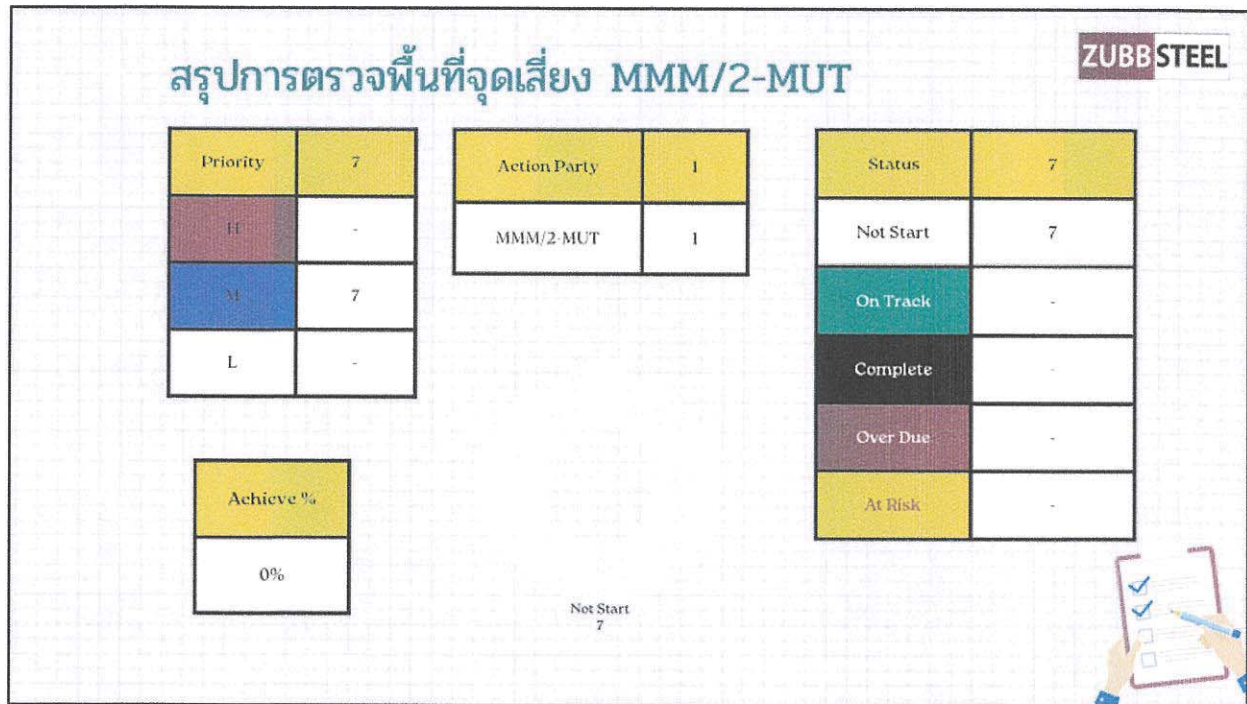 สรุปการตรวจพื้นที่จุดเสี่ยง MMM/2-MUT
ZUBB STEEL
Priority 7
H -
M 7
L -
Action Party 1
MMM/2-MUT 1
Status 7
Not Start 7
On Track -
Complete -
Over Due -
At Risk -
Achieve %
0%
Not Start
7